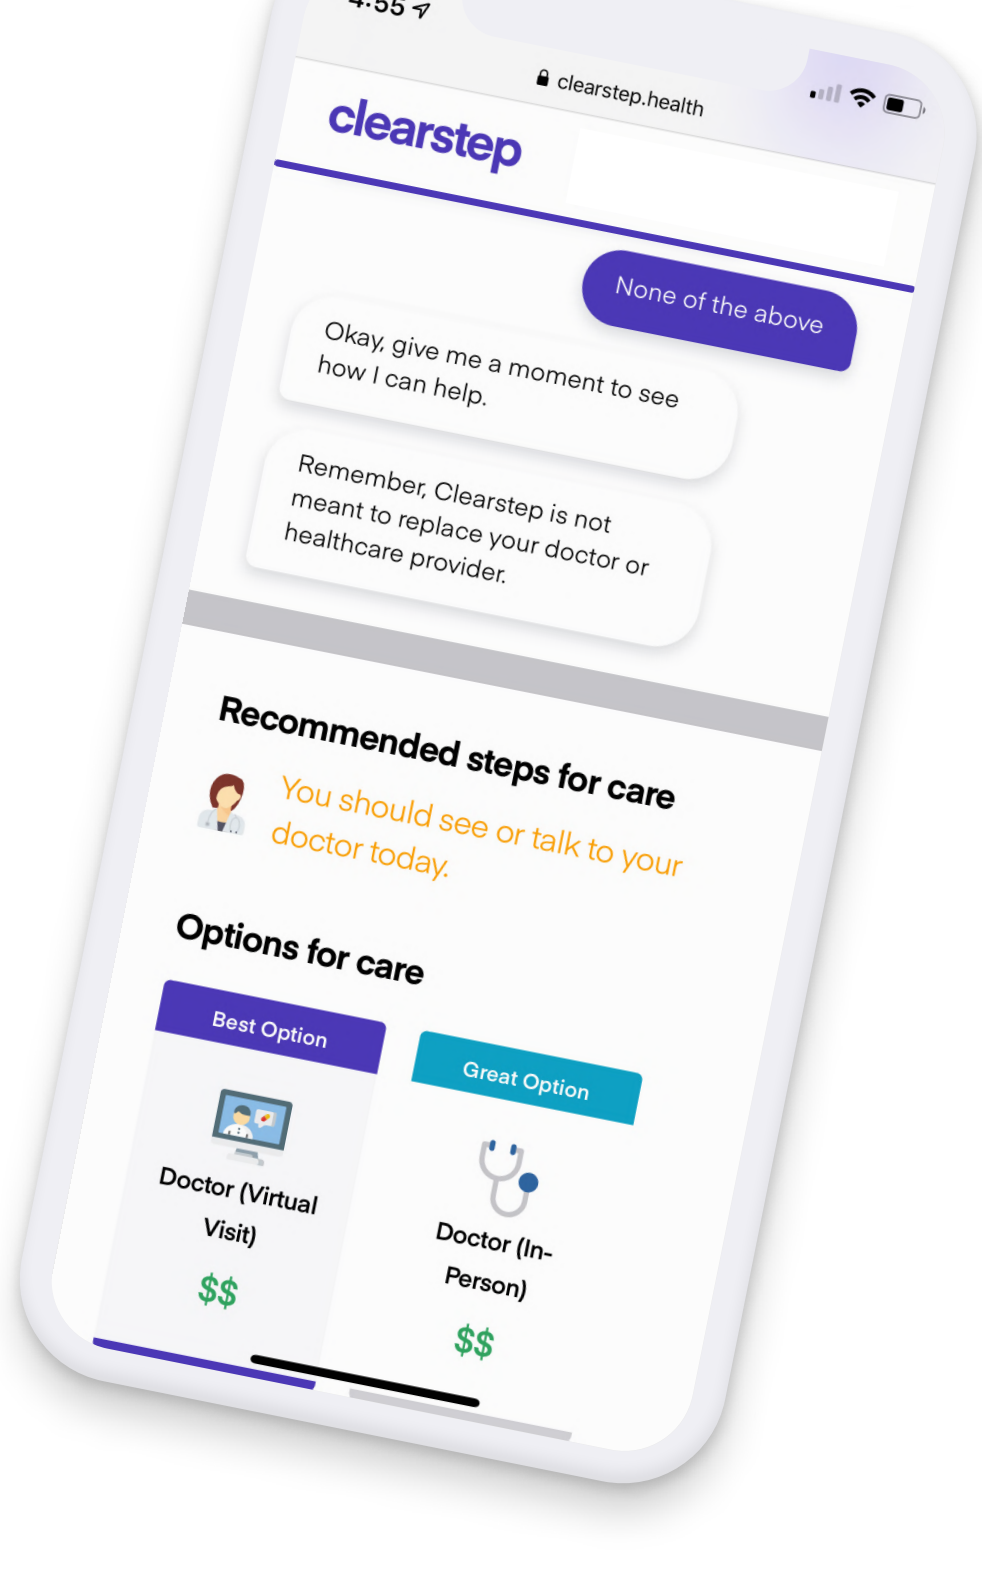 4:55
clearstep.health
clearstep
None of the above
Okay, give me a moment to see
how I can help.
Remember, Clearstep is not
meant to replace your doctor or
healthcare provider.
Recommended steps for care
You should see or talk to your
doctor today.
Options for care
Best Option
Great Option
Doctor (Virtual
Visit)
$$
Doctor (In-
Person)
$$